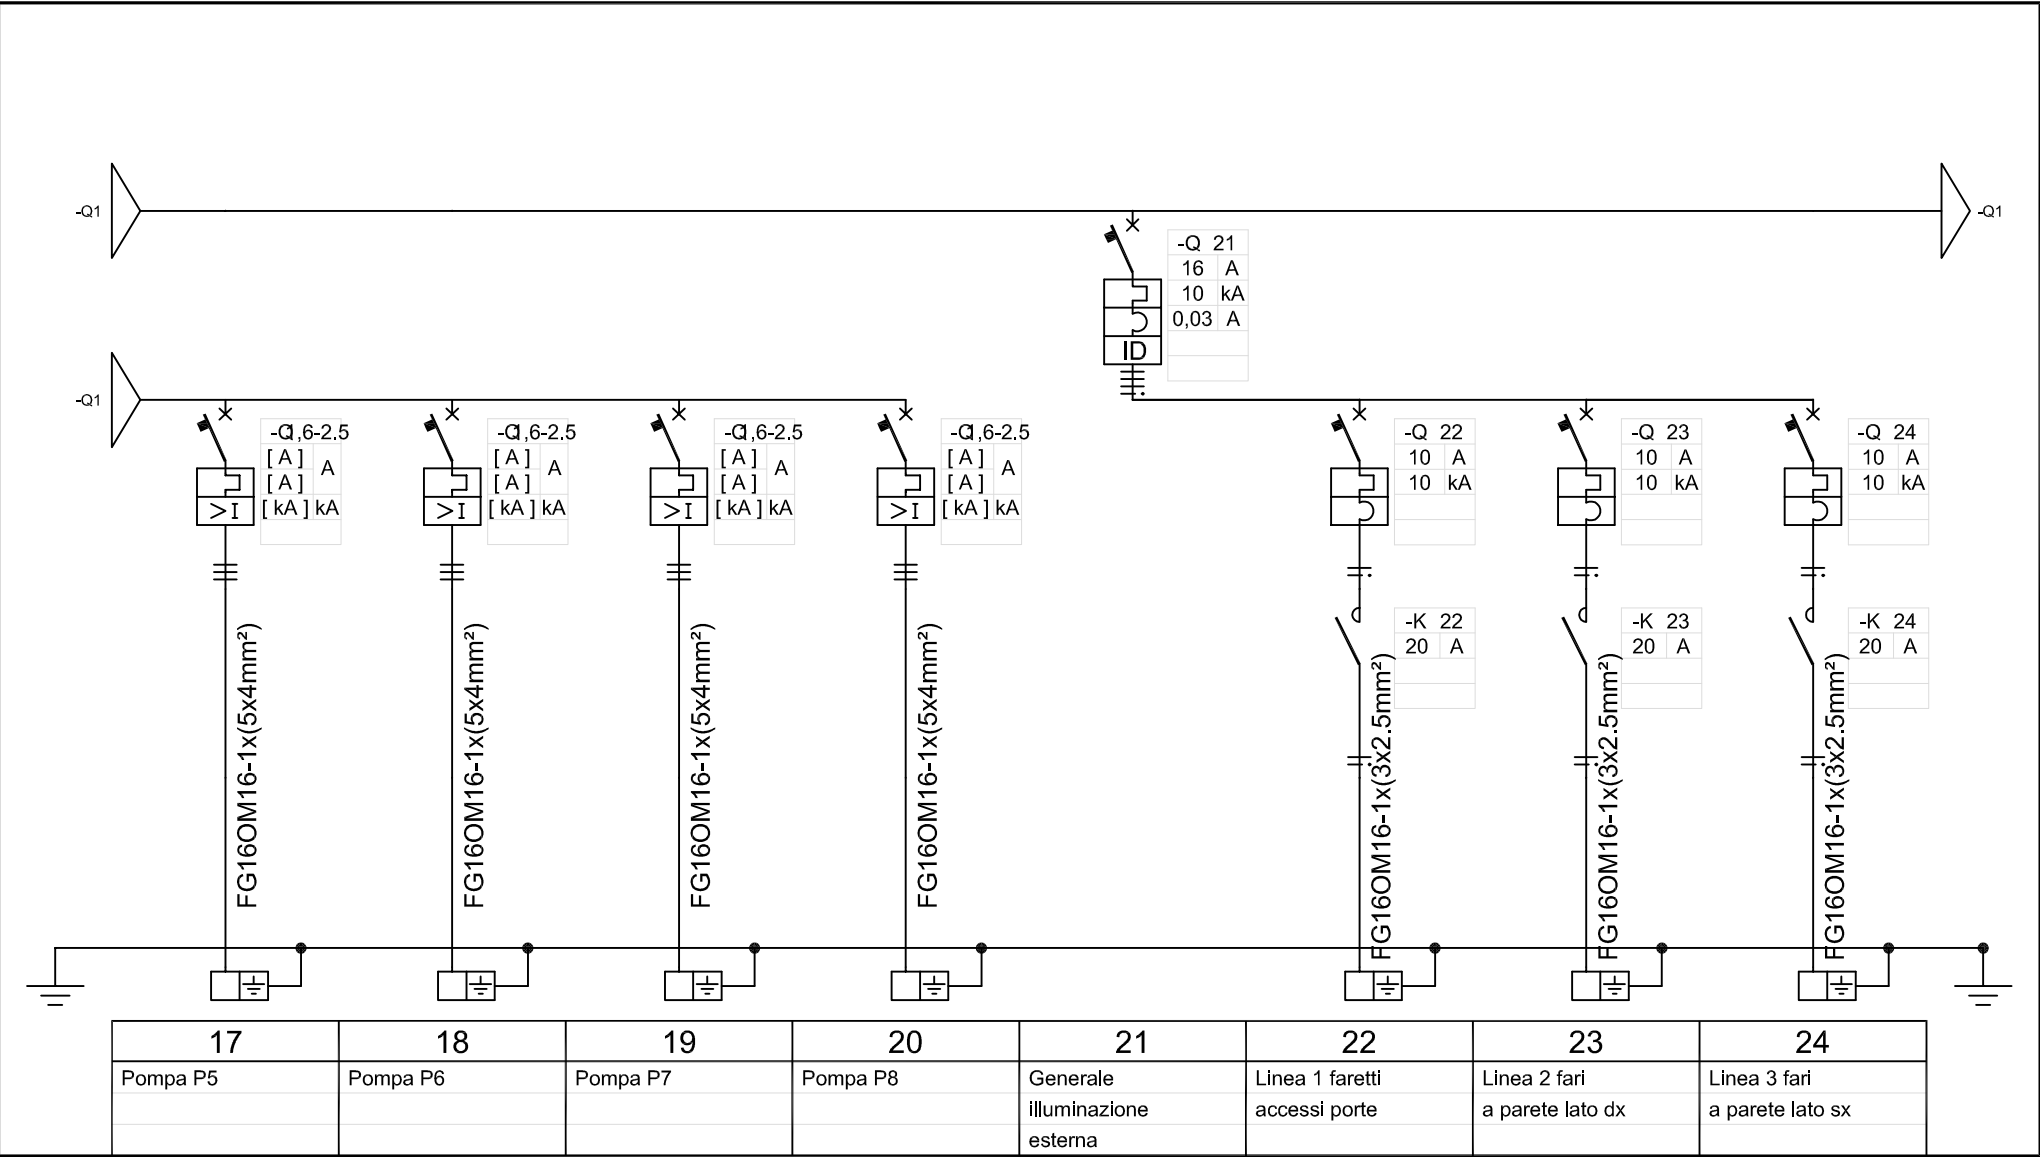 -Q1
-Q1
-Q 21
16 A
10 kA
0,03 A
ID
-Q1
-Q1,6-2.5
[ A ] A
[ A ]
[ kA ] kA
>I
-Q1,6-2.5
[ A ] A
[ A ]
[ kA ] kA
>I
-Q1,6-2.5
[ A ] A
[ A ]
[ kA ] kA
>I
-Q1,6-2.5
[ A ] A
[ A ]
[ kA ] kA
>I
-Q 22
10 A
10 kA
-Q 23
10 A
10 kA
-Q 24
10 A
10 kA
-K 22
20 A
-K 23
20 A
-K 24
20 A
FG16OM16-1x(5x4mm²)
FG16OM16-1x(5x4mm²)
FG16OM16-1x(5x4mm²)
FG16OM16-1x(5x4mm²)
FG16OM16-1x(3x2.5mm²)
FG16OM16-1x(3x2.5mm²)
FG16OM16-1x(3x2.5mm²)
17
Pompa P5
18
Pompa P6
19
Pompa P7
20
Pompa P8
21
Generale
illuminazione
esterna
22
Linea 1 faretti
accessi porte
23
Linea 2 fari
a parete lato dx
24
Linea 3 fari
a parete lato sx